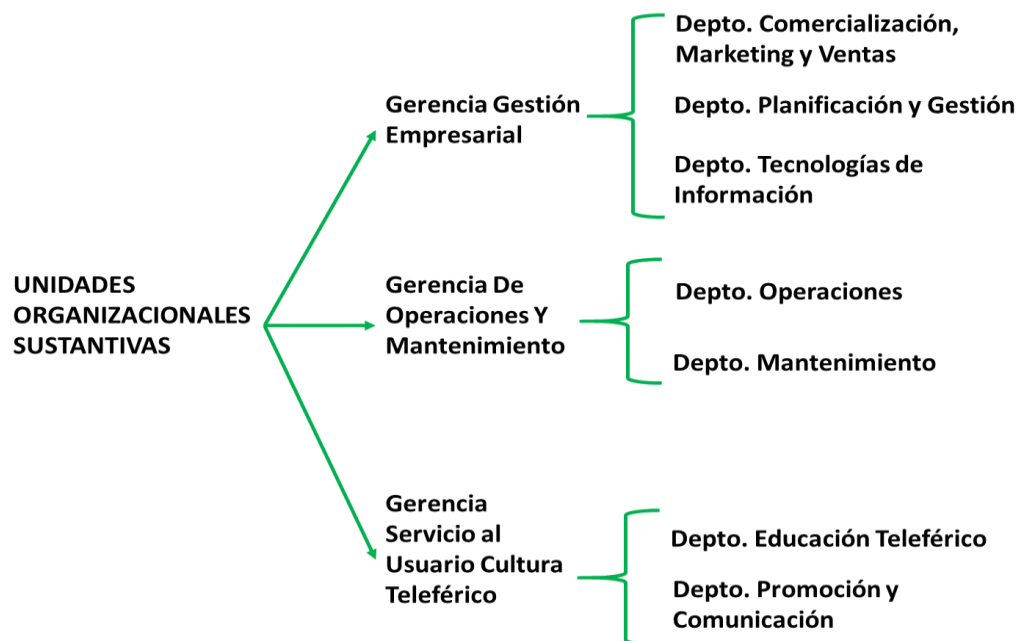 UNIDADES
ORGANIZACIONALES
SUSTANTIVAS
Gerencia Gestión
Empresarial
Depto. Comercialización,
Marketing y Ventas
Depto. Planificación y Gestión
Depto. Tecnologías de
Información
Gerencia De
Operaciones Y
Mantenimiento
Depto. Operaciones
Depto. Mantenimiento
Gerencia
Servicio al
Usuario Cultura
Teleférico
Depto. Educación Teleférico
Depto. Promoción y
Comunicación